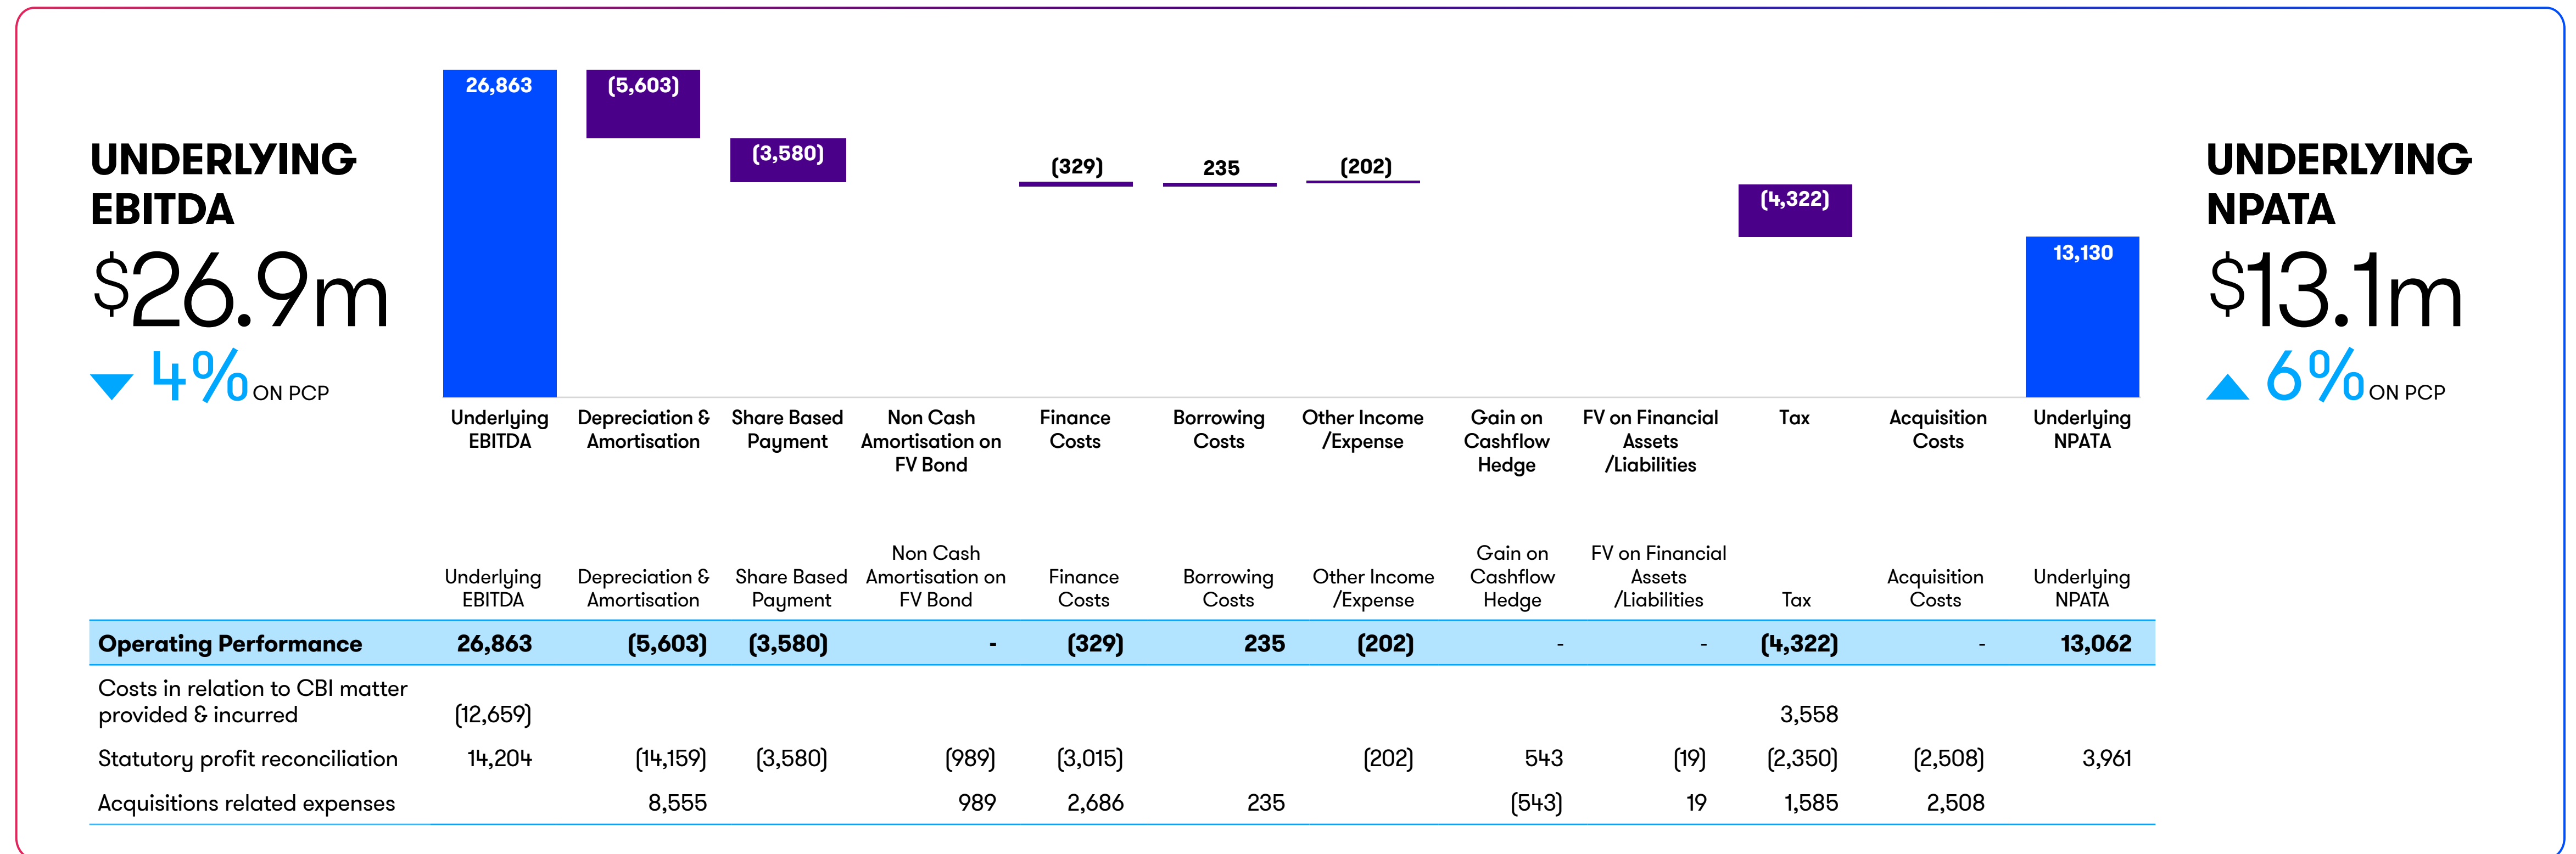 UNDERLYING
EBITDA
$26.9m
4% ON PCP
26,863
(5,603)
(3,580)
(329)
235
(202)
(4,322)
13,130
Underlying
EBITDA
Depreciation &
Amortisation
Share Based
Payment
Non Cash
Amortisation on
FV Bond
Finance
Costs
Borrowing
Costs
Other Income
/Expense
Gain on
Cashflow
Hedge
FV on Financial
Assets
/Liabilities
Tax
Acquisition
Costs
Underlying
NPATA
UNDERLYING
NPATA
$13.1m
6% ON PCP
Underlying
EBITDA
Depreciation &
Amortisation
Share Based
Payment
Non Cash
Amortisation on
FV Bond
Finance
Costs
Borrowing
Costs
Other Income
/Expense
Gain on
Cashflow
Hedge
FV on Financial
Assets
/Liabilities
Tax
Acquisition
Costs
Underlying
NPATA
Operating Performance 26,863 (5,603) (3,580) - (329) 235 (202) - - (4,322) - 13,062
Costs in relation to CBI matter
provided & incurred (12,659) 3,558
Statutory profit reconciliation 14,204 (14,159) (3,580) (989) (3,015) (202) 543 (19) (2,350) (2,508) 3,961
Acquisitions related expenses 8,555 989 2,686 235 (543) 19 1,585 2,508